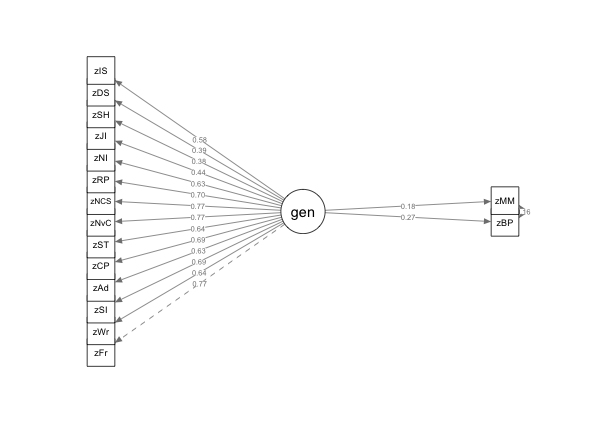 zIS
zDS
zSH
zJI
zNI
zRP
zNCS
zNvC
zST
zCP
zAd
zSI
zWr
zFr
0.58
0.39
0.38
0.44
0.63
0.70
0.77
0.77
0.64
0.69
0.63
0.69
0.64
0.77
gen
0.18
0.27
zMM
zBP